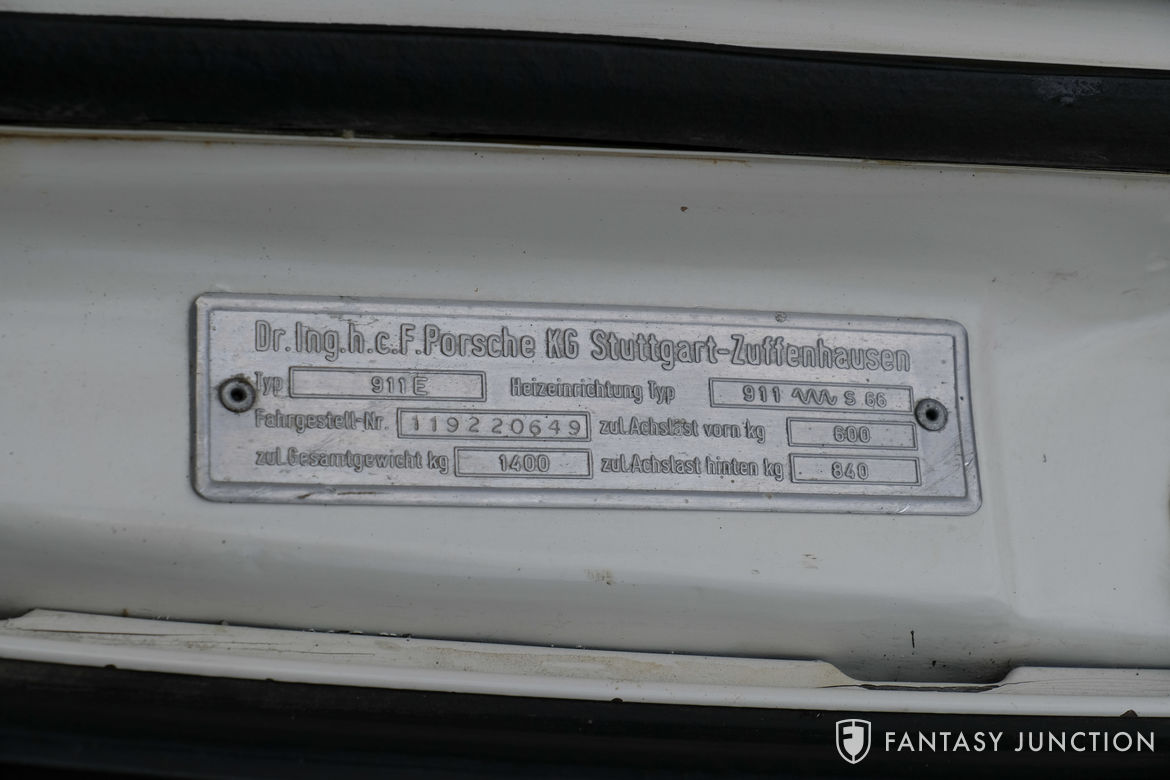 Dr.Ing.h.c.F.Porsche KG Stuttgart-Zuffenhausen
Typ 911E Heizeinrichtung Typ 911 S 66
Fahrgestell-Nr. 119220649 zul.Achslast vorn kg 600
zul.Gesamtgewicht kg 1400 zul.Achslast hinten kg 840
FANTASY JUNCTION